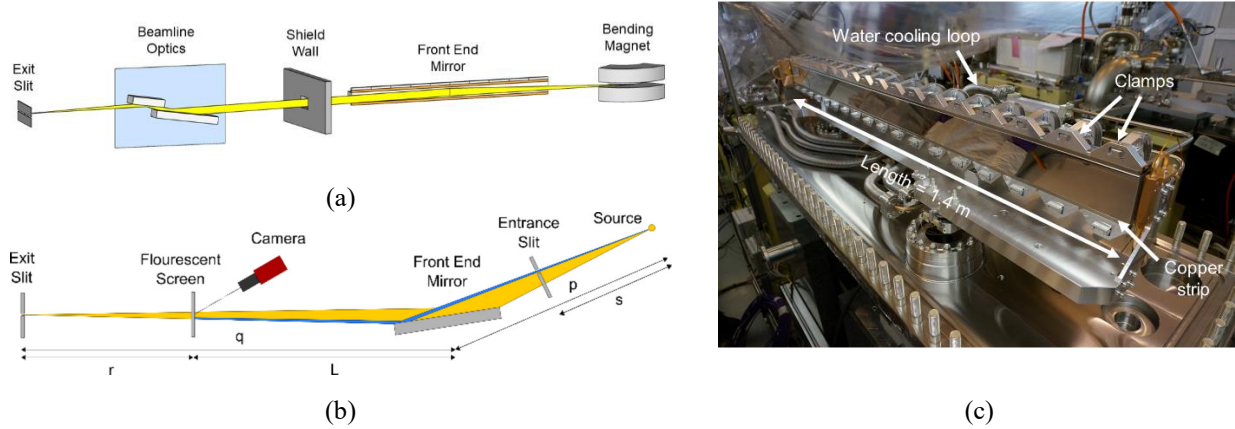 Beamline
Optics
Shield
Wall
Front End
Mirror
Bending
Magnet
Exit
Slit
(a)
Exit
Slit
Flourescent
Screen
Camera
Front End
Mirror
Entrance
Slit
Source
p
s
q
r
L
(b)
Water cooling loop
Clamps
Length = 1.4 m
Copper
strip
(c)